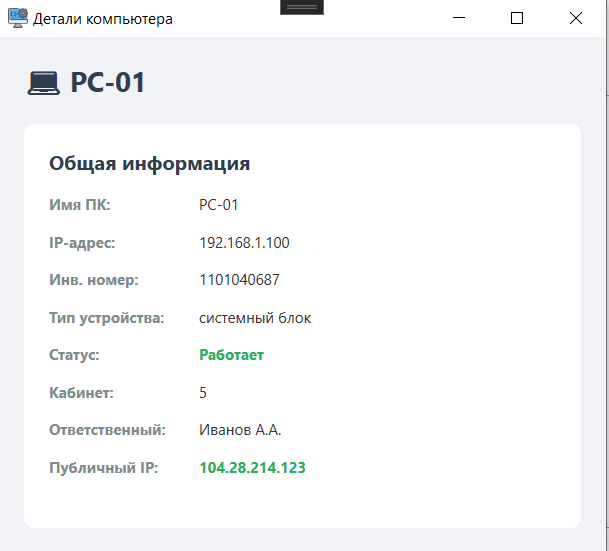 Детали компьютера
PC-01
Общая информация
Имя ПК: PC-01
IP-адрес: 192.168.1.100
Инв. номер: 1101040687
Тип устройства: системный блок
Статус: Работает
Кабинет: 5
Ответственный: Иванов А.А.
Публичный IP: 104.28.214.123